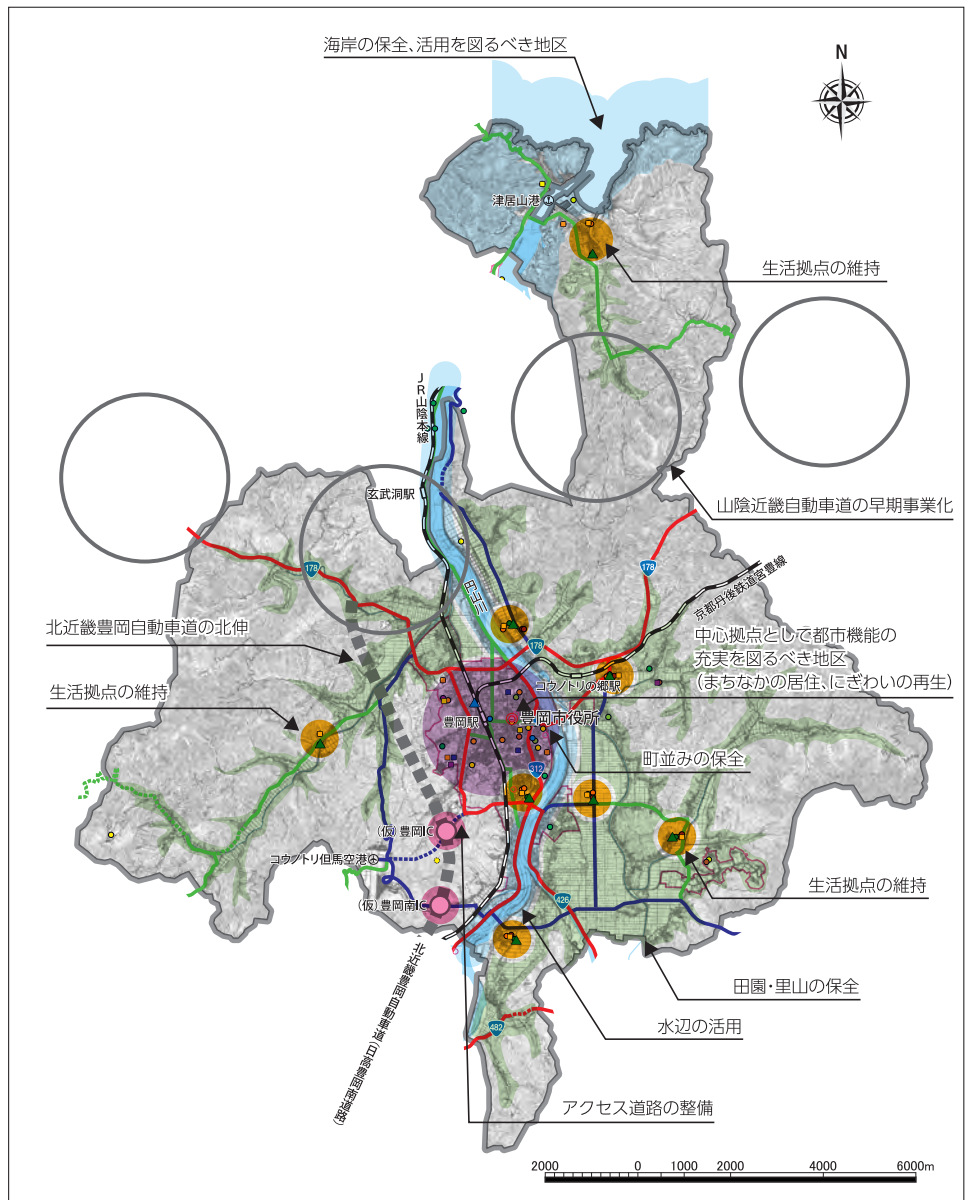 海岸の保全、活用を図るべき地区
N
津居山港
生活拠点の維持
JR山陰本線
玄武洞駅
山陰近畿自動車道の早期事業化
178
178
京都丹後鉄道宮豊線
円山川
北近畿豊岡自動車道の北伸
178
中心拠点として都市機能の
充実を図るべき地区
(まちなかの居住、にぎわいの再生)
コウノトリの郷駅
生活拠点の維持
豊岡駅
豊岡市役所
町並みの保全
312
(仮)豊岡IC
コウノトリ但馬空港
生活拠点の維持
(仮)豊岡南IC
426
北近畿豊岡自動車道(日高豊岡南道路)
田園・里山の保全
水辺の活用
482
アクセス道路の整備
2000 0 1000 2000 4000 6000m